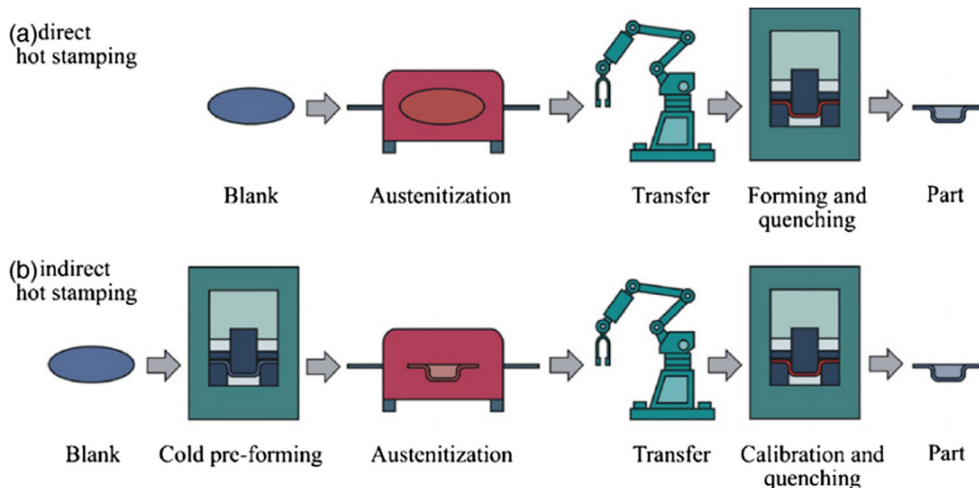 (a)direct
hot stamping
Blank
Austenitization
Transfer
Forming and
quenching
Part
(b)indirect
hot stamping
Blank
Cold pre-forming
Austenitization
Transfer
Calibration and
quenching
Part